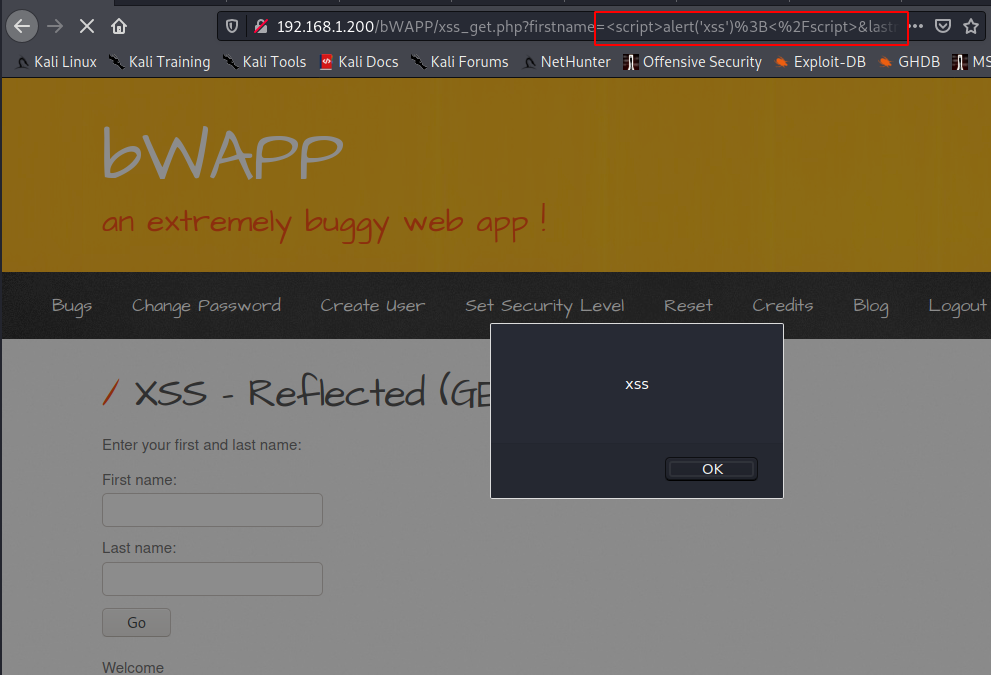 192.168.1.200/bWAPP/xss_get.php?firstname=<script>alert('xss')%3B<%2Fscript>&last
Kali Linux Kali Training Kali Tools Kali Docs Kali Forums NetHunter Offensive Security Exploit-DB GHDB MS
bWAPP
an extremely buggy web app !
Bugs Change Password Create User Set Security Level Reset Credits Blog Logout
/ XSS - Reflected (GE
xss
OK
Enter your first and last name:
First name:
Last name:
Go
Welcome